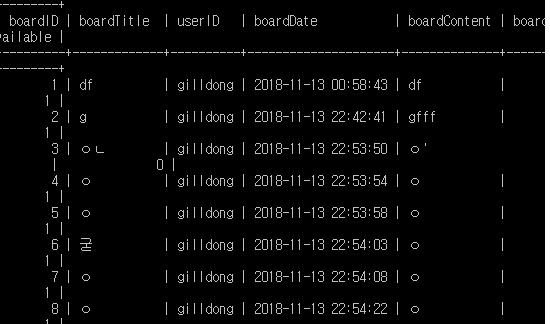 ---------+
boardID | boardTitle | userID | boardDate | boardContent | board
vailable |
---------+------------+----------+---------------------+--------------+------
---------+
1 | df | gilldong | 2018-11-13 00:58:43 | df
1 |
2 | g | gilldong | 2018-11-13 22:42:41 | gfff
1 |
3 | ㅇㄴ | gilldong | 2018-11-13 22:53:50 | ㅇ'
| 0 |
4 | ㅇ | gilldong | 2018-11-13 22:53:54 | ㅇ |
1 |
5 | ㅇ | gilldong | 2018-11-13 22:53:58 | ㅇ |
1 |
6 | 굳 | gilldong | 2018-11-13 22:54:03 | ㅇ |
1 |
7 | ㅇ | gilldong | 2018-11-13 22:54:08 | ㅇ |
1 |
8 | ㅇ | gilldong | 2018-11-13 22:54:22 | ㅇ |
1 |